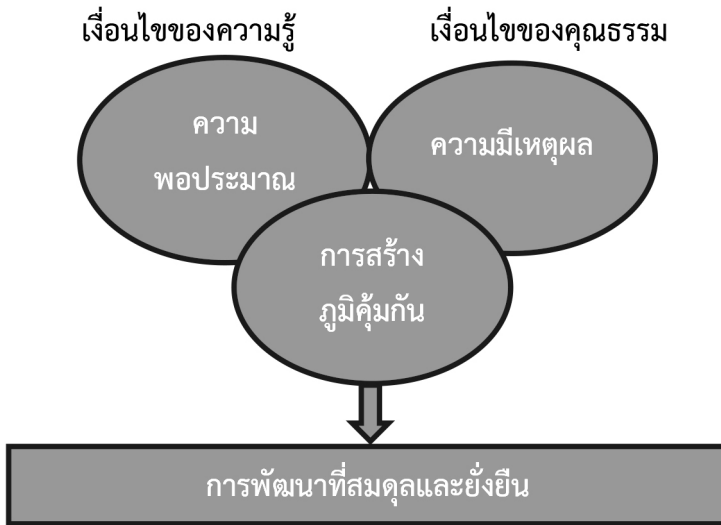 เงื่อนไขของความรู้
เงื่อนไขของคุณธรรม
ความ
พอประมาณ
ความมีเหตุผล
การสร้าง
ภูมิคุ้มกัน
การพัฒนาที่สมดุลและยั่งยืน